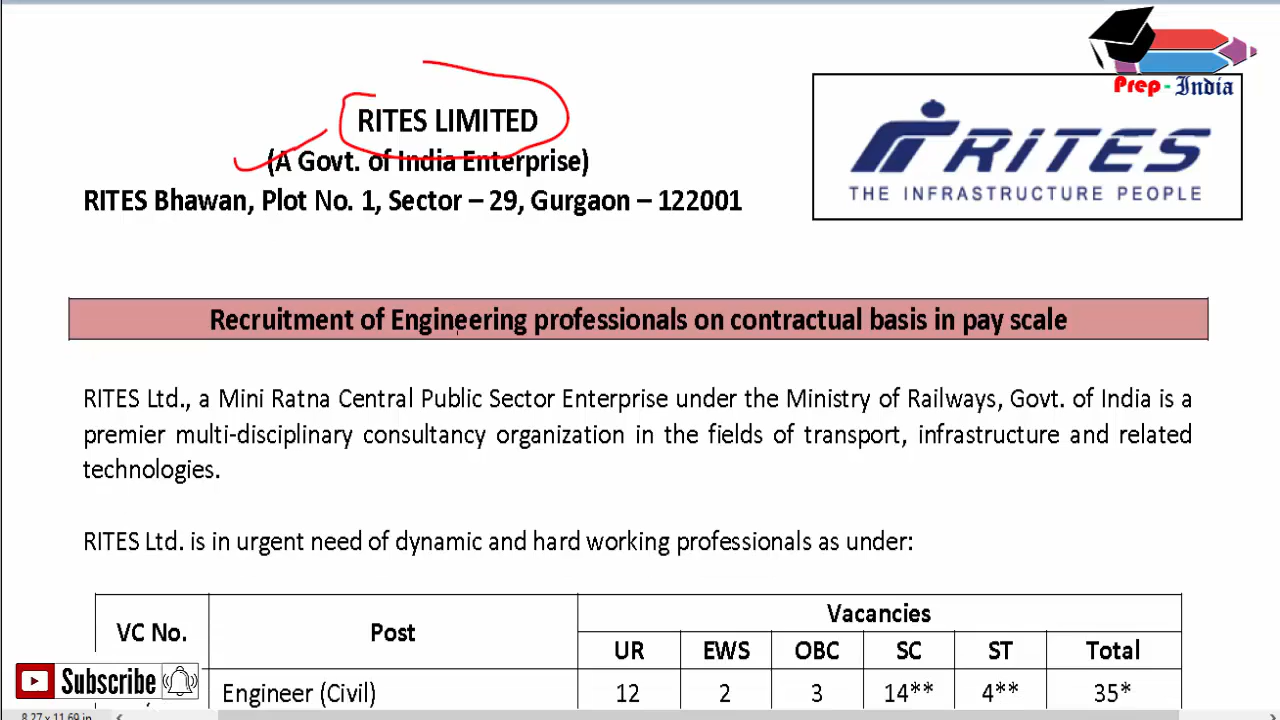 Prep - India
RITES LIMITED
(A Govt. of India Enterprise)
RITES Bhawan, Plot No. 1, Sector – 29, Gurgaon – 122001
RITES
THE INFRASTRUCTURE PEOPLE
Recruitment of Engineering professionals on contractual basis in pay scale
RITES Ltd., a Mini Ratna Central Public Sector Enterprise under the Ministry of Railways, Govt. of India is a
premier multi-disciplinary consultancy organization in the fields of transport, infrastructure and related
technologies.
RITES Ltd. is in urgent need of dynamic and hard working professionals as under:
VC No. Post Vacancies
UR EWS OBC SC ST Total
Engineer (Civil) 12 2 3 14** 4** 35*
Subscribe
8.27 x 11.69 in